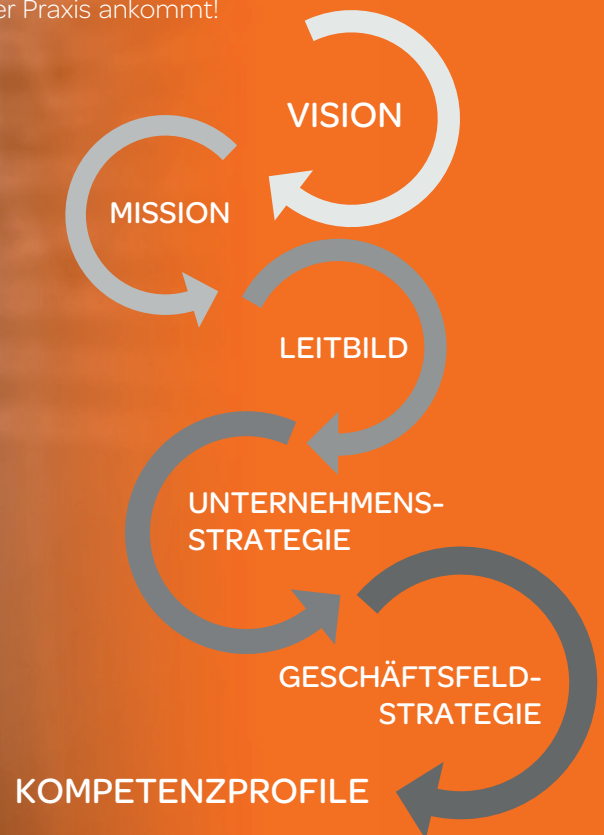 er Praxis ankommt!
VISION
MISSION
LEITBILD
UNTERNEHMENS-
STRATEGIE
GESCHÄFTSFELD-
STRATEGIE
KOMPETENZPROFILE